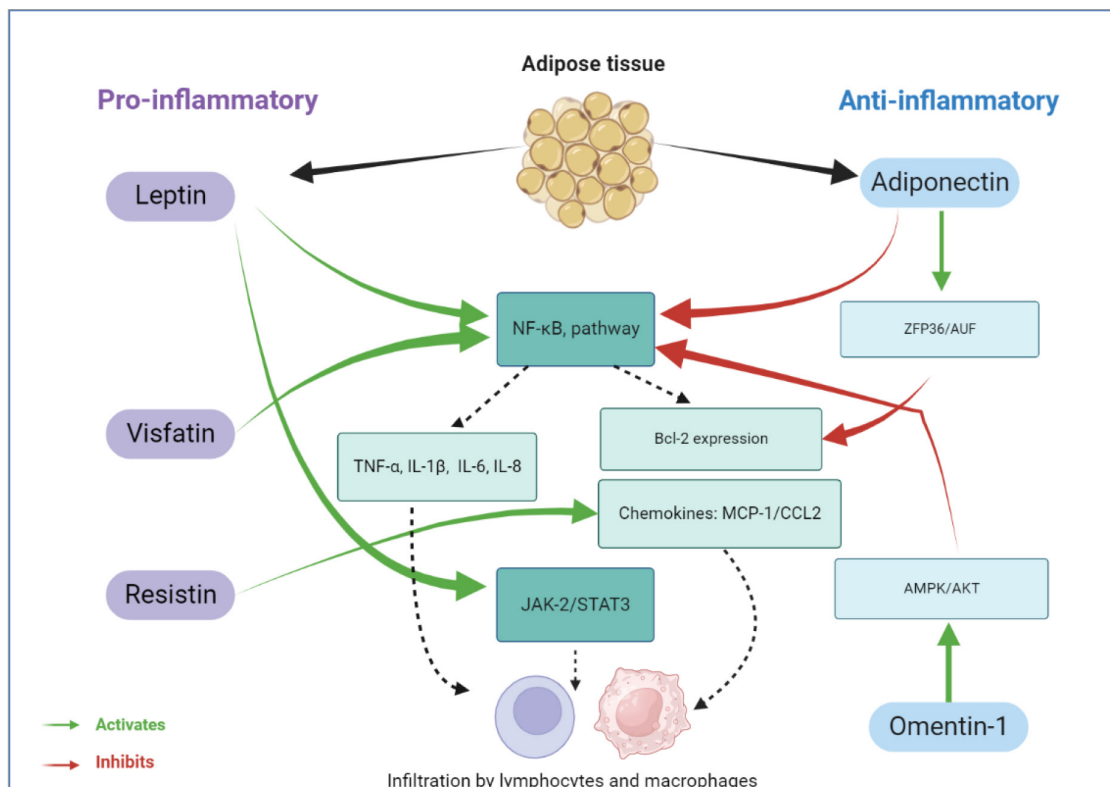 Adipose tissue
Pro-inflammatory
Anti-inflammatory
Leptin
Adiponectin
NF-κB, pathway
ZFP36/AUF
Visfatin
Bcl-2 expression
TNF-α, IL-1β, IL-6, IL-8
Chemokines: MCP-1/CCL2
Resistin
JAK-2/STAT3
AMPK/AKT
Omentin-1
Activates
Inhibits
Infiltration by lymphocytes and macrophages